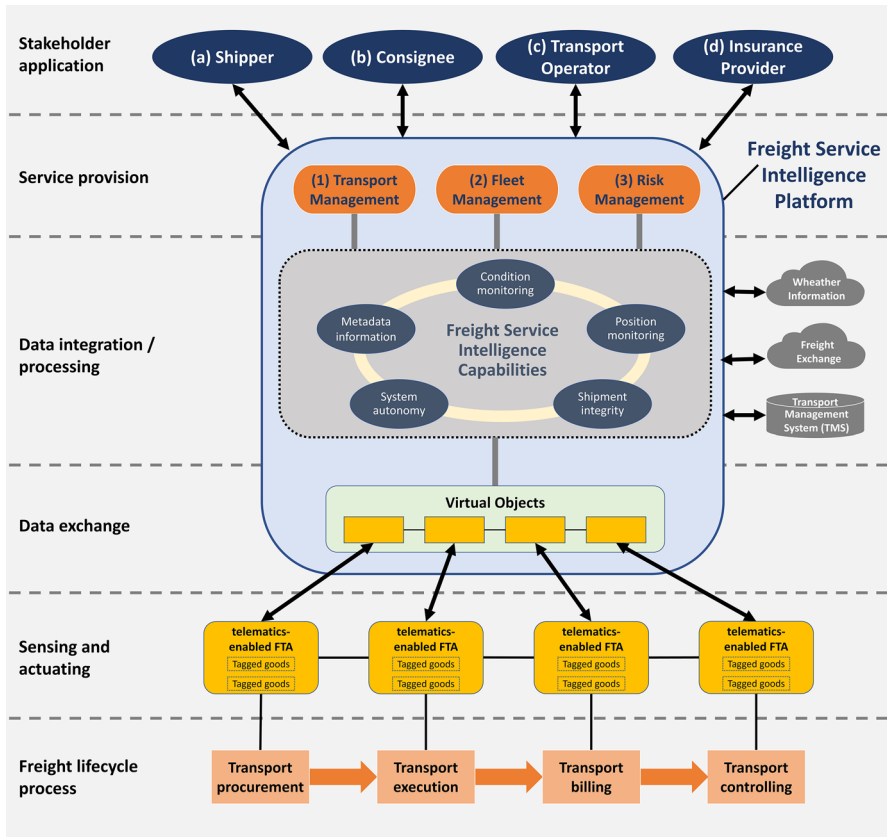 Stakeholder
application
(a) Shipper
(b) Consignee
(c) Transport
Operator
(d) Insurance
Provider
Service provision
(1) Transport
Management
(2) Fleet
Management
(3) Risk
Management
Freight Service
Intelligence
Platform
Data integration /
processing
Condition
monitoring
Metadata
information
Position
monitoring
Freight Service
Intelligence
Capabilities
System
autonomy
Shipment
integrity
Wheather
Information
Freight
Exchange
Transport
Management
System (TMS)
Data exchange
Virtual Objects
Sensing and
actuating
telematics-
enabled FTA
Tagged goods
Tagged goods
telematics-
enabled FTA
Tagged goods
Tagged goods
telematics-
enabled FTA
Tagged goods
Tagged goods
telematics-
enabled FTA
Tagged goods
Tagged goods
Freight lifecycle
process
Transport
procurement
Transport
execution
Transport
billing
Transport
controlling